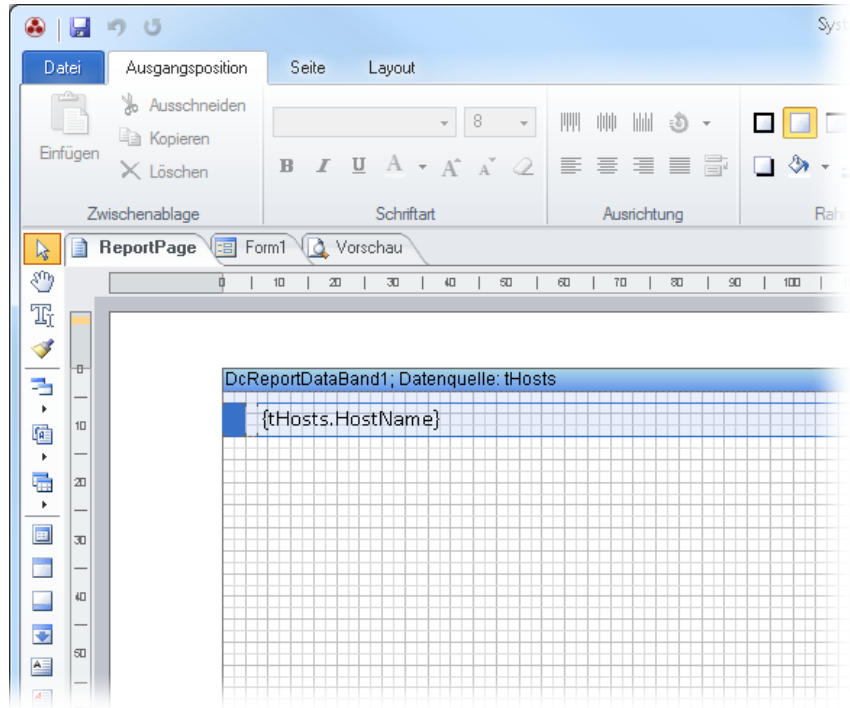 Syst
Datei Ausgangsposition Seite Layout
Einfügen
Ausschneiden
Kopieren
Löschen
8
B I U A A A
Zwischenablage Schriftart Ausrichtung Rah
ReportPage Form1 Vorschau
0 10 20 30 40 50 60 70 80 90 100
DcReportDataBand1; Datenquelle: tHosts
{tHosts.HostName}
0
10
20
30
40
50